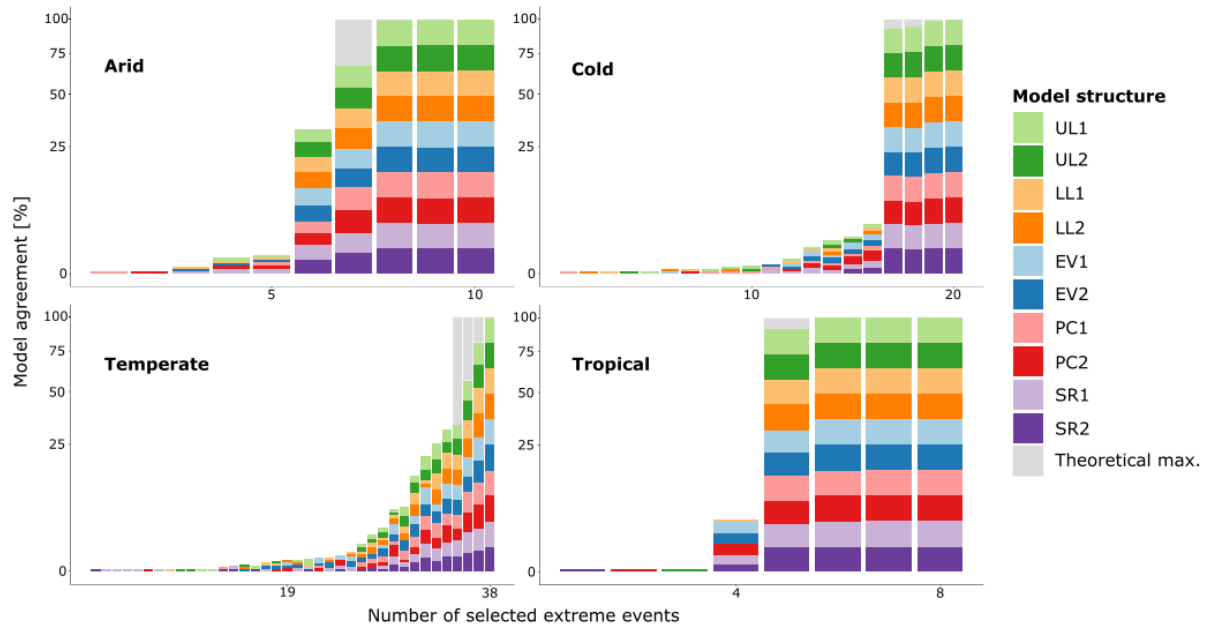 Model agreement [%]
100
75
50
25
0
Arid
5
10
100
75
50
25
0
Cold
10
20
100
75
50
25
0
Temperate
19
38
100
75
50
25
0
Tropical
4
8
Number of selected extreme events
Model structure
UL1
UL2
LL1
LL2
EV1
EV2
PC1
PC2
SR1
SR2
Theoretical max.